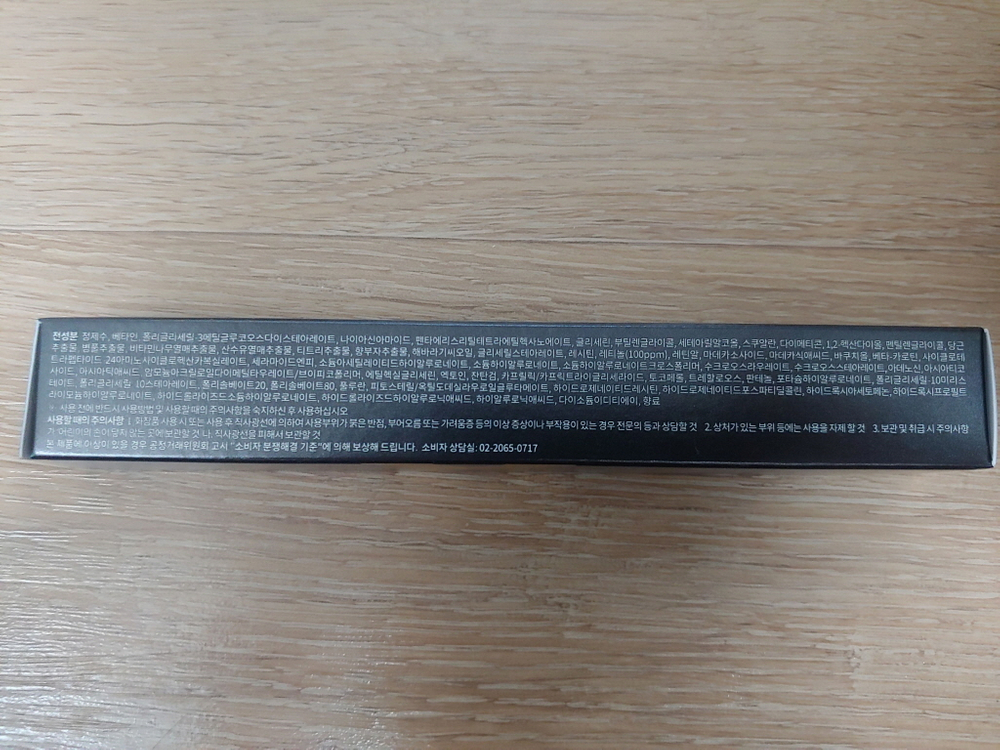 전성분 정제수, 베타인, 폴리글리세릴-3메틸글루코오스다이스테아레이트, 나이아신아마이드, 펜타에리스리틸테트라에틸헥사노에이트, 글리세린, 부틸렌글라이콜, 세테아릴알코올, 스쿠알란, 다이메티콘, 1,2-헥산다이올, 펜틸렌글라이콜, 당근
추출물, 병풀추출물, 비타민나무열매추출물, 산수유열매추출물, 티트리추출물, 향부자추출물, 해바라기씨오일, 글리세릴스테아레이트, 레시틴, 레티놀(100ppm), 레틴알, 마데카소사이드, 마데카식애씨드, 바쿠치올, 베타-카로틴, 사이클로테
트라펩타이드-24아미노사이클로헥산카복실레이트, 세라마이드엔피, 소듐아세틸레이티드하이알루로네이트, 소듐하이알루로네이트, 소듐하이알루로네이트크로스폴리머, 수크로오스라우레이트, 수크로오스스테아레이트, 아데노신, 아시아티코
사이드, 아시아틱애씨드, 암모늄아크릴로일다이메틸타우레이트/브이피코폴리머, 에틸헥실글리세린, 엑토인, 잔탄검, 카프릴릭/카프릭트라이글리세라이드, 토코페롤, 트레할로오스, 판테놀, 포타슘하이알루로네이트, 폴리글리세릴-10미리스
테이트, 폴리글리세릴-10스테아레이트, 폴리솔베이트20, 폴리솔베이트80, 풀루란, 피토스테릴/옥틸도데실라우로일글루타메이트, 하이드로제네이티드레시틴, 하이드로제네이티드포스파티딜콜린, 하이드록시아세토페논, 하이드록시프로필트
라이모늄하이알루로네이트, 하이드롤라이즈드소듐하이알루로네이트, 하이드롤라이즈드하이알루로닉애씨드, 하이알루로닉애씨드, 다이소듐이디티에이, 향료
※ 사용 전에 반드시 사용방법 및 사용할 때의 주의사항을 숙지하신 후 사용하십시오
사용할 때의 주의사항 1. 화장품 사용 시 또는 사용 후 직사광선에 의하여 사용부위가 붉은 반점, 부어오름 또는 가려움증 등의 이상 증상이나 부작용이 있는 경우 전문의 등과 상담할 것 2. 상처가 있는 부위 등에는 사용을 자제할 것 3. 보관 및 취급 시 주의사항
가. 어린이의 손이 닿지 않는 곳에 보관할 것 나. 직사광선을 피해서 보관할 것
본 제품에 이상이 있을 경우 공정거래위원회 고시 "소비자 분쟁해결 기준"에 의해 보상해 드립니다. 소비자 상담실: 02-2065-0717